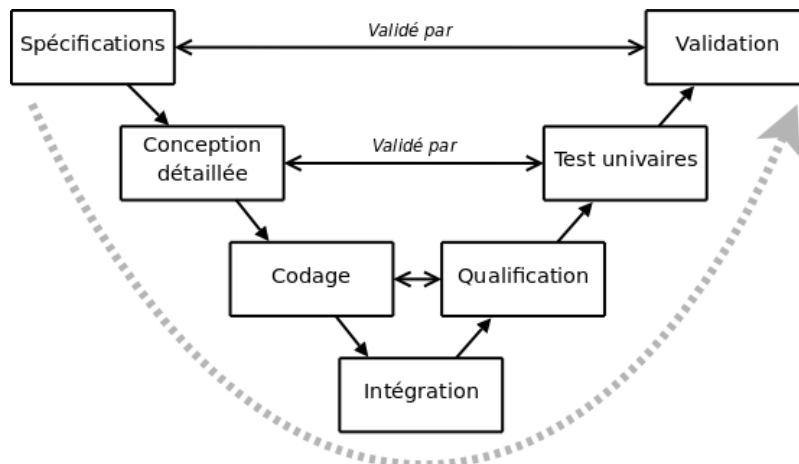 Spécifications
Validé par
Validation
Conception
détaillée
Validé par
Test univaires
Codage
Qualification
Intégration